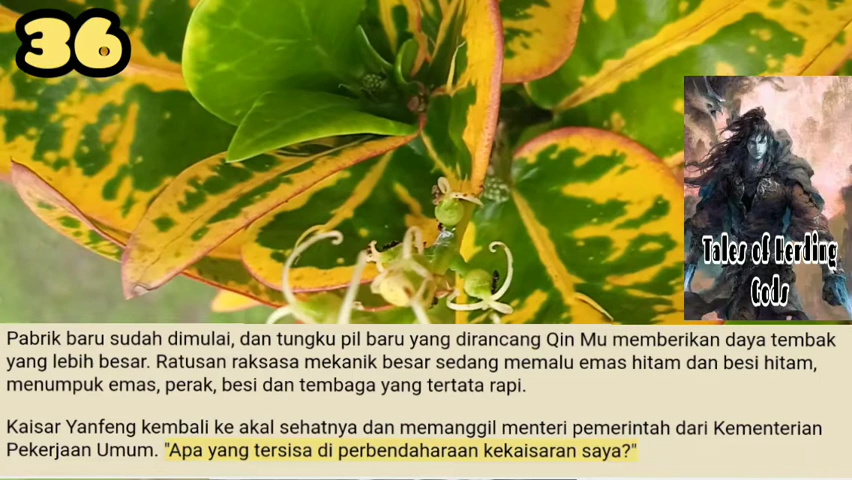 36
Tales of Herding
Gods
Pabrik baru sudah dimulai, dan tungku pil baru yang dirancang Qin Mu memberikan daya tembak
yang lebih besar. Ratusan raksasa mekanik besar sedang memalu emas hitam dan besi hitam,
menumpuk emas, perak, besi dan tembaga yang tertata rapi.
Kaisar Yanfeng kembali ke akal sehatnya dan memanggil menteri pemerintah dari Kementerian
Pekerjaan Umum. "Apa yang tersisa di perbendaharaan kekaisaran saya?"